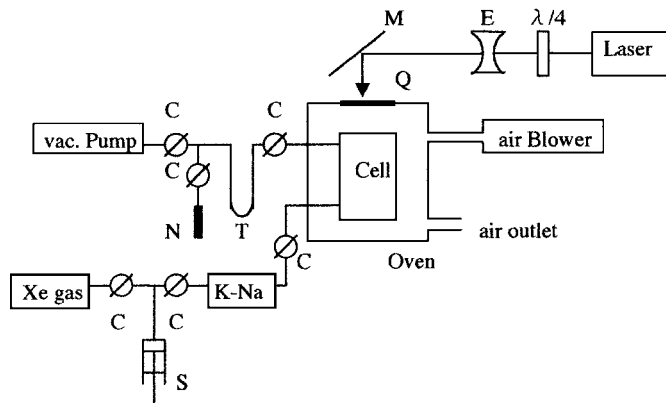 M
E
λ/4
Laser
Q
C
C
vac. Pump
C
air Blower
Cell
N
T
air outlet
C
Oven
Xe gas
K-Na
C
C
S